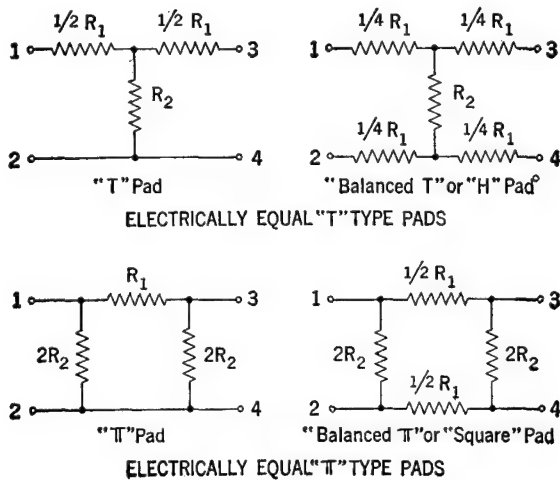 1/2 R1 1/2 R1 1/4 R1 1/4 R1
1 3 1 3
R2 R2
1/4 R1 1/4 R1
2 4 2 4
"T" Pad "Balanced T" or "H" Pad
ELECTRICALLY EQUAL "T" TYPE PADS
R1 1/2 R1
1 3 1 3
2R2 2R2 2R2 2R2
1/2 R1
2 4 2 4
"π" Pad "Balanced π" or "Square" Pad
ELECTRICALLY EQUAL "π" TYPE PADS